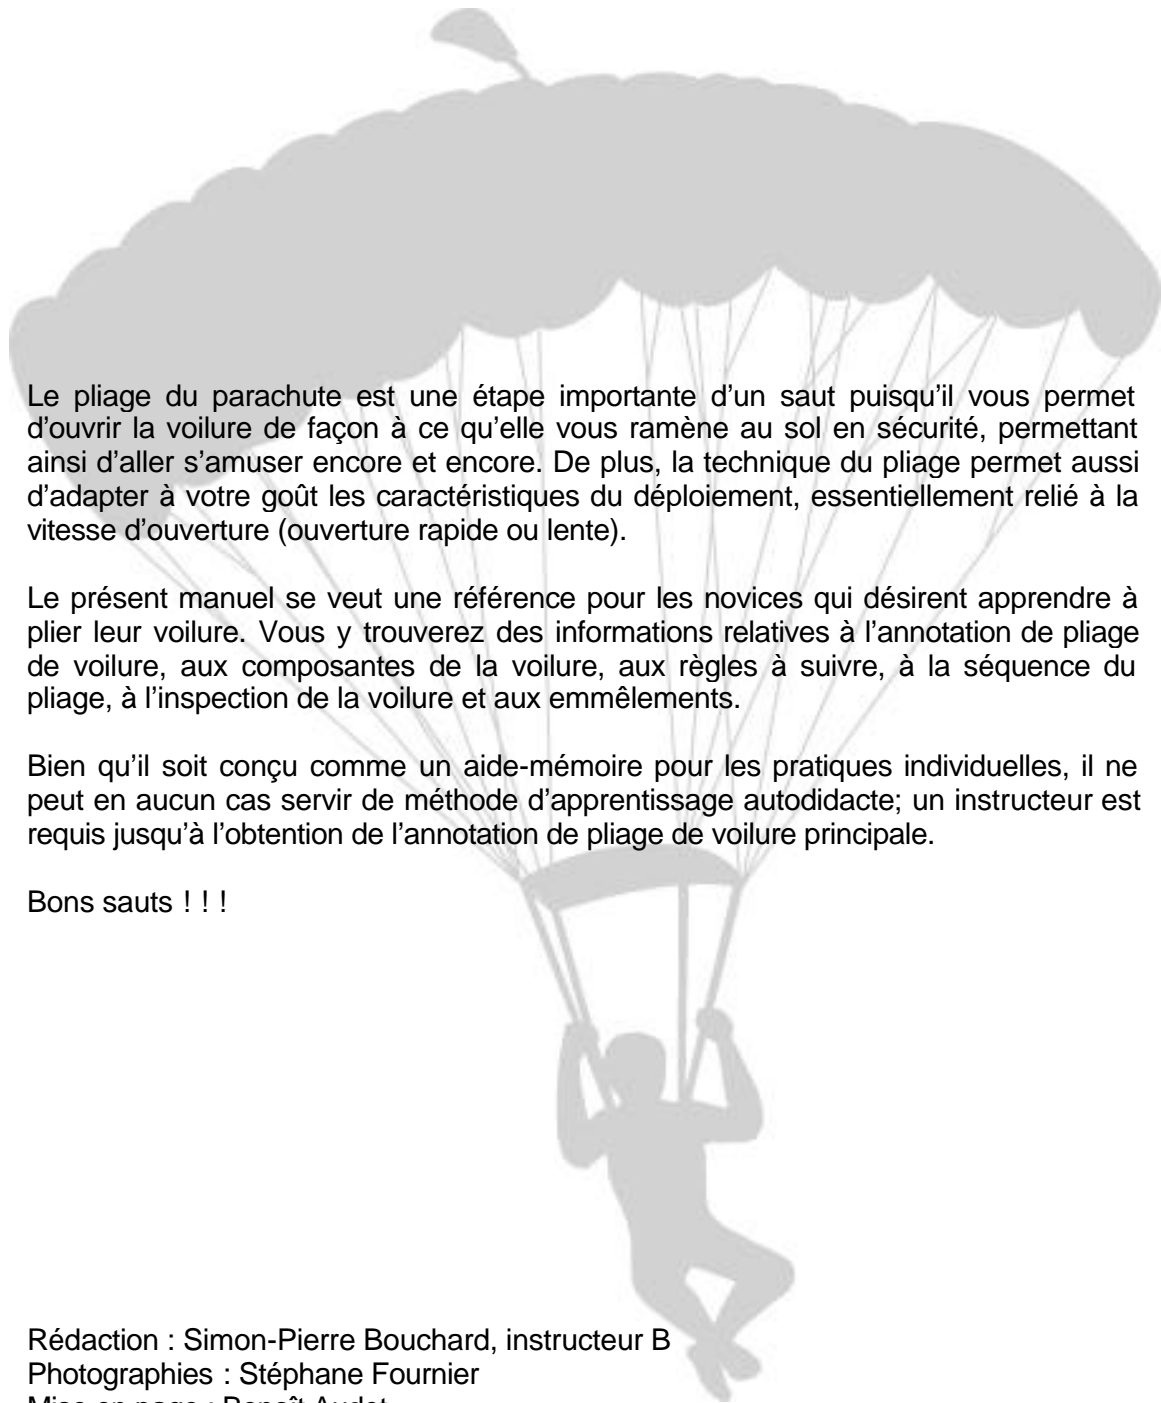 Le pliage du parachute est une étape importante d'un saut puisqu'il vous permet
d'ouvrir la voilure de façon à ce qu'elle vous ramène au sol en sécurité, permettant
ainsi d'aller s'amuser encore et encore. De plus, la technique du pliage permet aussi
d'adapter à votre goût les caractéristiques du déploiement, essentiellement relié à la
vitesse d'ouverture (ouverture rapide ou lente).
Le présent manuel se veut une référence pour les novices qui désirent apprendre à
plier leur voilure. Vous y trouverez des informations relatives à l'annotation de pliage
de voilure, aux composantes de la voilure, aux règles à suivre, à la séquence du
pliage, à l'inspection de la voilure et aux emmêlements.
Bien qu'il soit conçu comme un aide-mémoire pour les pratiques individuelles, il ne
peut en aucun cas servir de méthode d'apprentissage autodidacte; un instructeur est
requis jusqu'à l'obtention de l'annotation de pliage de voilure principale.
Bons sauts ! ! !
Rédaction : Simon-Pierre Bouchard, instructeur B
Photographies : Stéphane Fournier
Mise en page : Benoît Audet